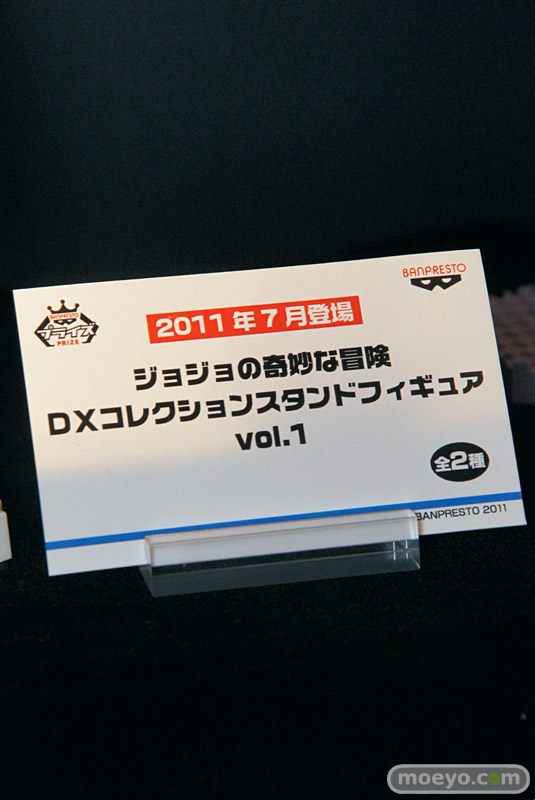 BANPRESTO
プライズ
PRIZE
BANPRESTO
2011年7月登場
ジョジョの奇妙な冒険
DXコレクションスタンドフィギュア
vol.1
全2種
BANPRESTO 2011
moeyo.com